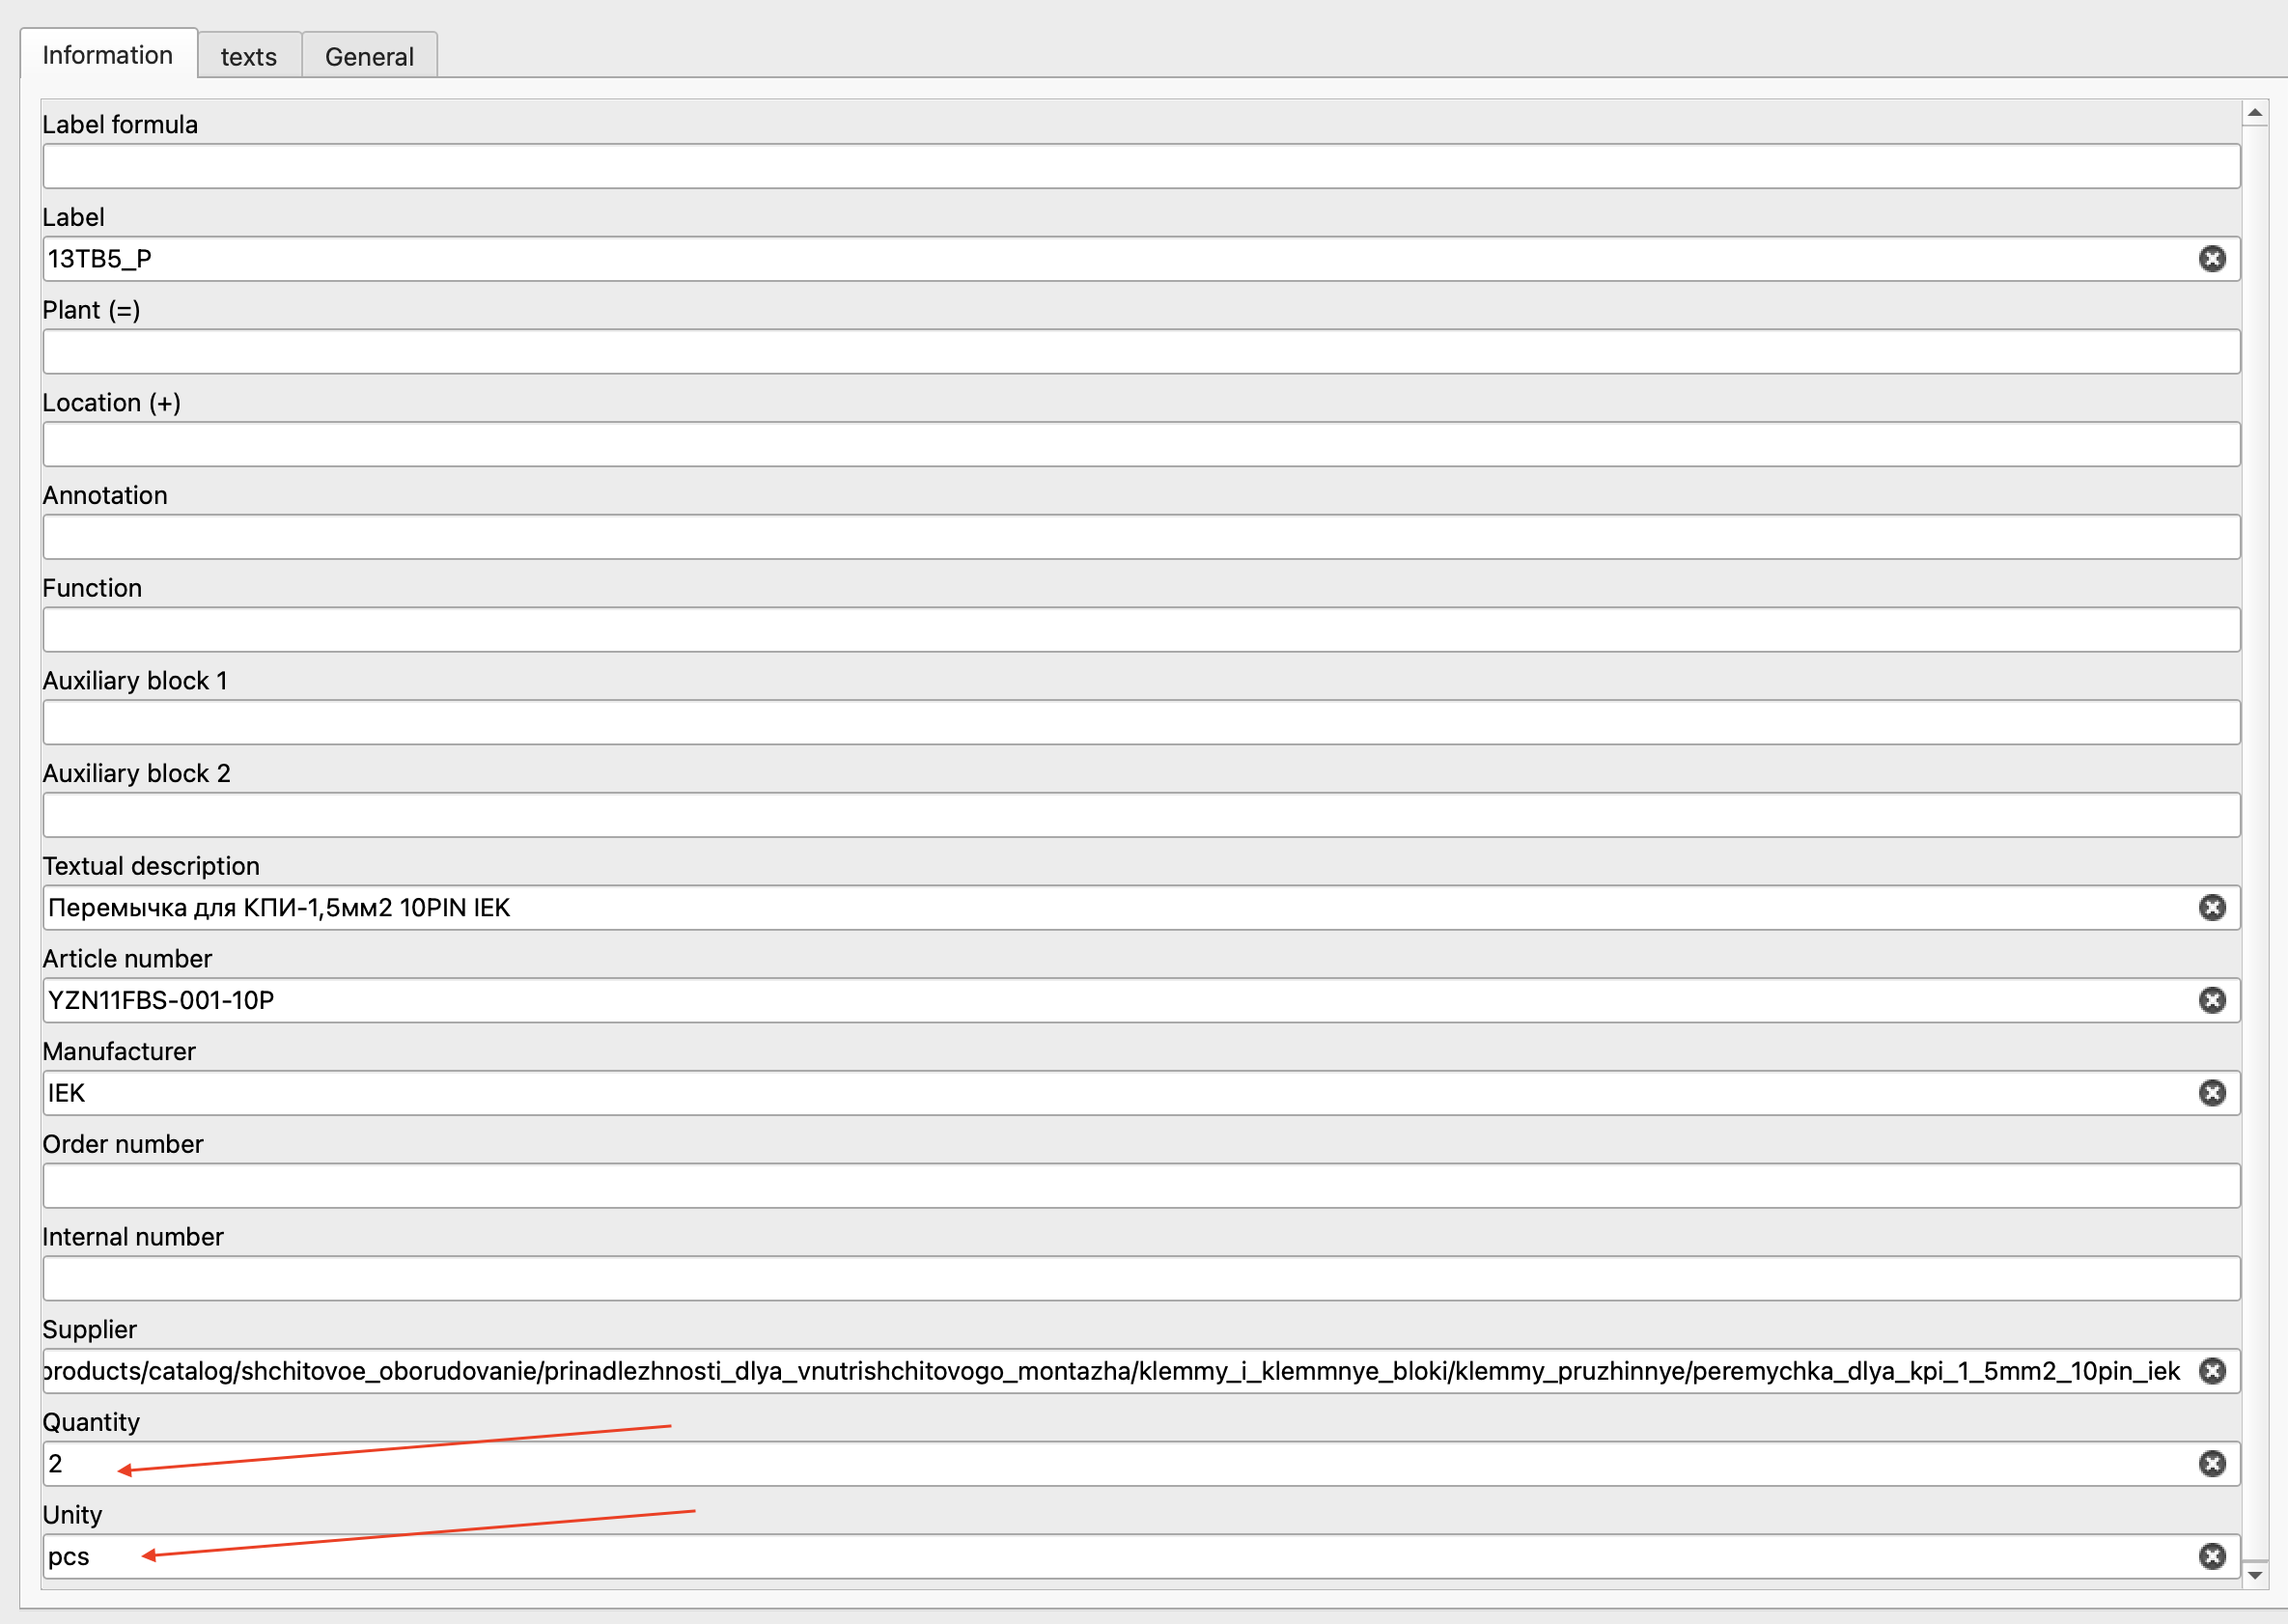 Information texts General
Label formula
Label
13TB5_P
Plant (=)
Location (+)
Annotation
Function
Auxiliary block 1
Auxiliary block 2
Textual description
Перемычка для КПИ-1,5мм2 10PIN IEK
Article number
YZN11FBS-001-10P
Manufacturer
IEK
Order number
Internal number
Supplier
products/catalog/shchitovoe_oborudovanie/prinadlezhnosti_dlya_vnutrishchitovogo_montazha/klemmy_i_klemmnye_bloki/klemmy_pruzhinnye/peremychka_dlya_kpi_1_5mm2_10pin_iek
Quantity
2
Unity
pcs